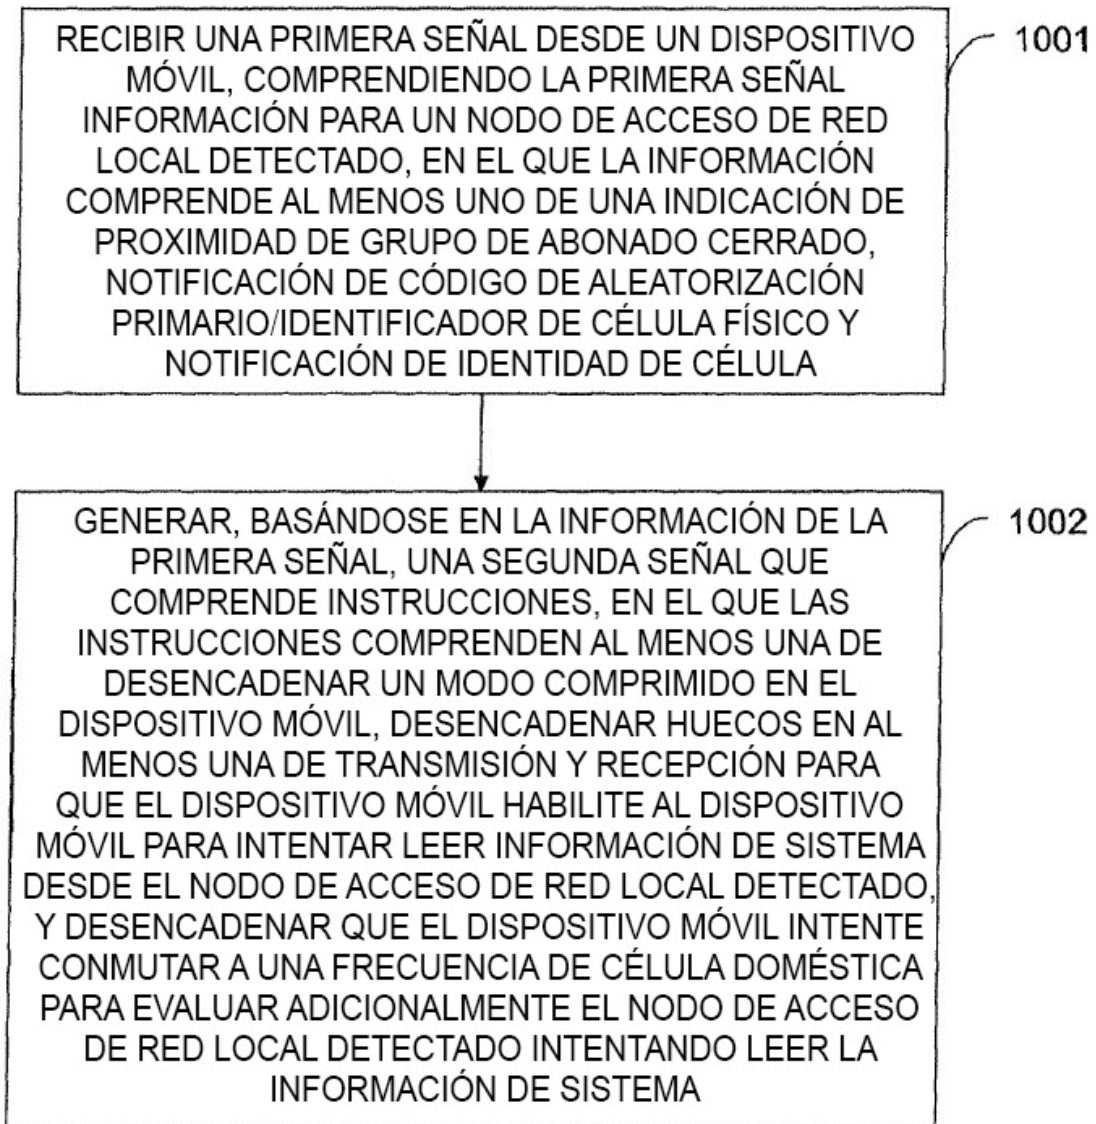 RECIBIR UNA PRIMERA SEÑAL DESDE UN DISPOSITIVO
MÓVIL, COMPRENDIENDO LA PRIMERA SEÑAL
INFORMACIÓN PARA UN NODO DE ACCESO DE RED
LOCAL DETECTADO, EN EL QUE LA INFORMACIÓN
COMPRENDE AL MENOS UNO DE UNA INDICACIÓN DE
PROXIMIDAD DE GRUPO DE ABONADO CERRADO,
NOTIFICACIÓN DE CÓDIGO DE ALEATORIZACIÓN
PRIMARIO/IDENTIFICADOR DE CÉLULA FÍSICO Y
NOTIFICACIÓN DE IDENTIDAD DE CÉLULA
1001
GENERAR, BASÁNDOSE EN LA INFORMACIÓN DE LA
PRIMERA SEÑAL, UNA SEGUNDA SEÑAL QUE
COMPRENDE INSTRUCCIONES, EN EL QUE LAS
INSTRUCCIONES COMPRENDEN AL MENOS UNA DE
DESENCADENAR UN MODO COMPRIMIDO EN EL
DISPOSITIVO MÓVIL, DESENCADENAR HUECOS EN AL
MENOS UNA DE TRANSMISIÓN Y RECEPCIÓN PARA
QUE EL DISPOSITIVO MÓVIL HABILITE AL DISPOSITIVO
MÓVIL PARA INTENTAR LEER INFORMACIÓN DE SISTEMA
DESDE EL NODO DE ACCESO DE RED LOCAL DETECTADO,
Y DESENCADENAR QUE EL DISPOSITIVO MÓVIL INTENTE
CONMUTAR A UNA FRECUENCIA DE CÉLULA DOMÉSTICA
PARA EVALUAR ADICIONALMENTE EL NODO DE ACCESO
DE RED LOCAL DETECTADO INTENTANDO LEER LA
INFORMACIÓN DE SISTEMA
1002